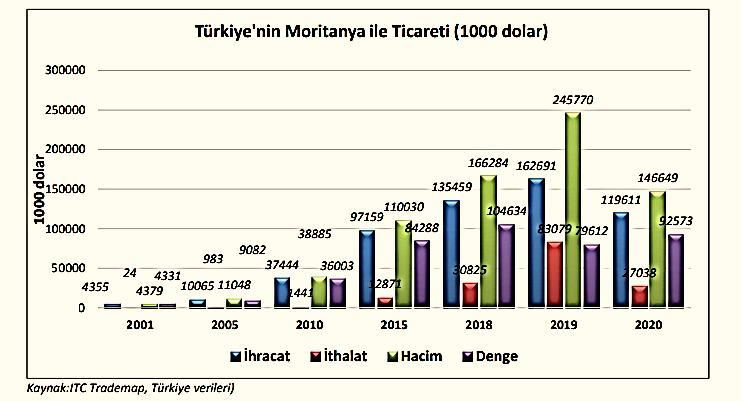 Türkiye'nin Moritanya ile Ticareti (1000 dolar)
1000 dolar
300000
250000
200000
150000
100000
50000
0
4355 24 4379 4331
10065 983 11048 9082
37444 1441 38885 36003
97159 12871 110030 84288
135459 30825 166284 104634
162691 83079 245770 79612
119611 27038 146649 92573
2001 2005 2010 2015 2018 2019 2020
İhracat İthalat Hacim Denge
Kaynak:ITC Trademap, Türkiye verileri)